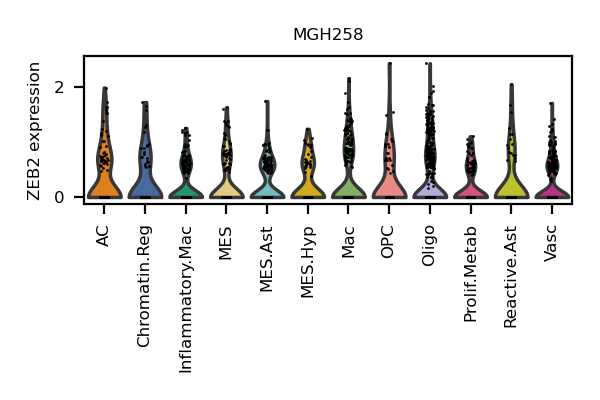 MGH258
ZEB2 expression
2
0
AC
Chromatin.Reg
Inflammatory.Mac
MES
MES.Ast
MES.Hyp
Mac
OPC
Oligo
Prolif.Metab
Reactive.Ast
Vasc